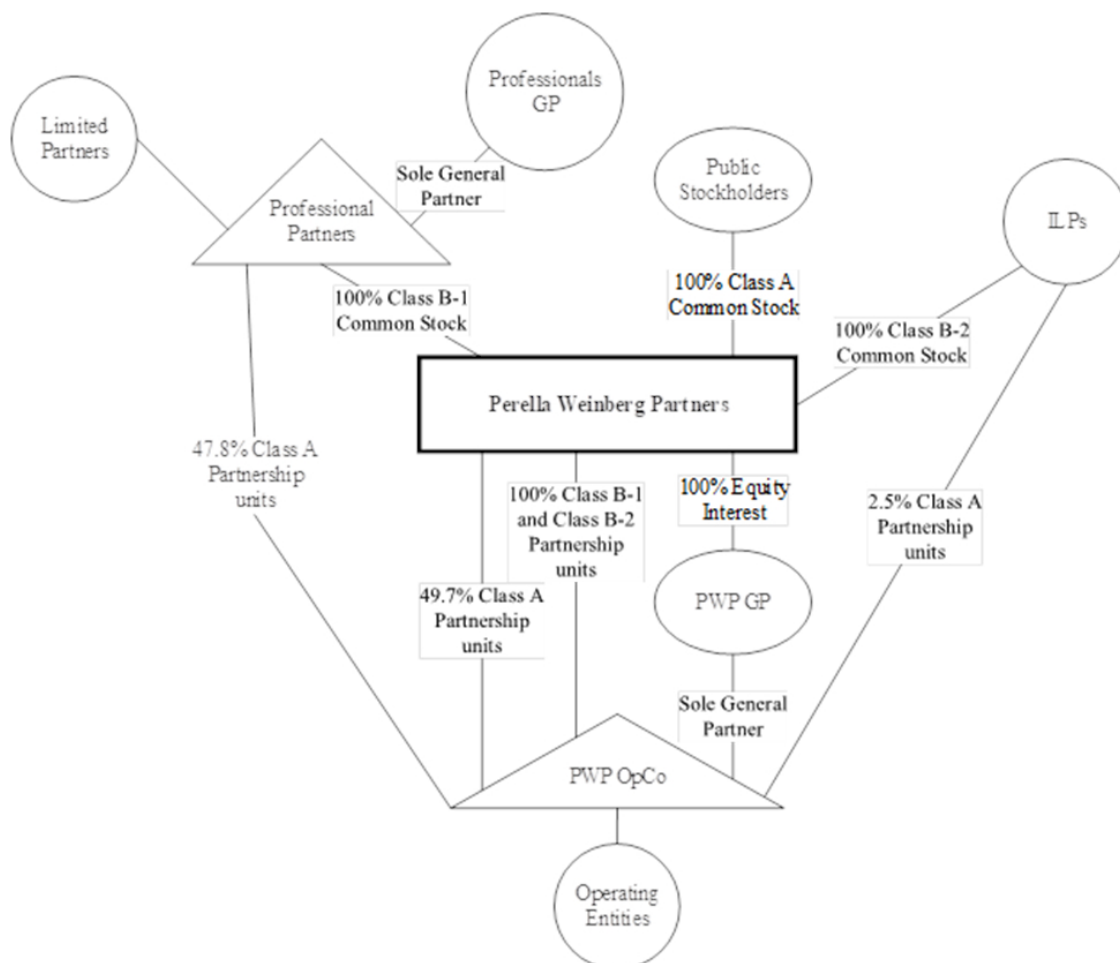 Professionals
GP
Limited
Partners
Sole General
Partner
Public
Stockholders
Professional
Partners
ILPs
100% Class B-1
Common Stock
100% Class A
Common Stock
100% Class B-2
Common Stock
Perella Weinberg Partners
47.8% Class A
Partnership
units
100% Class B-1
and Class B-2
Partnership
units
100% Equity
Interest
2.5% Class A
Partnership
units
49.7% Class A
Partnership
units
PWP GP
Sole General
Partner
PWP OpCo
Operating
Entities